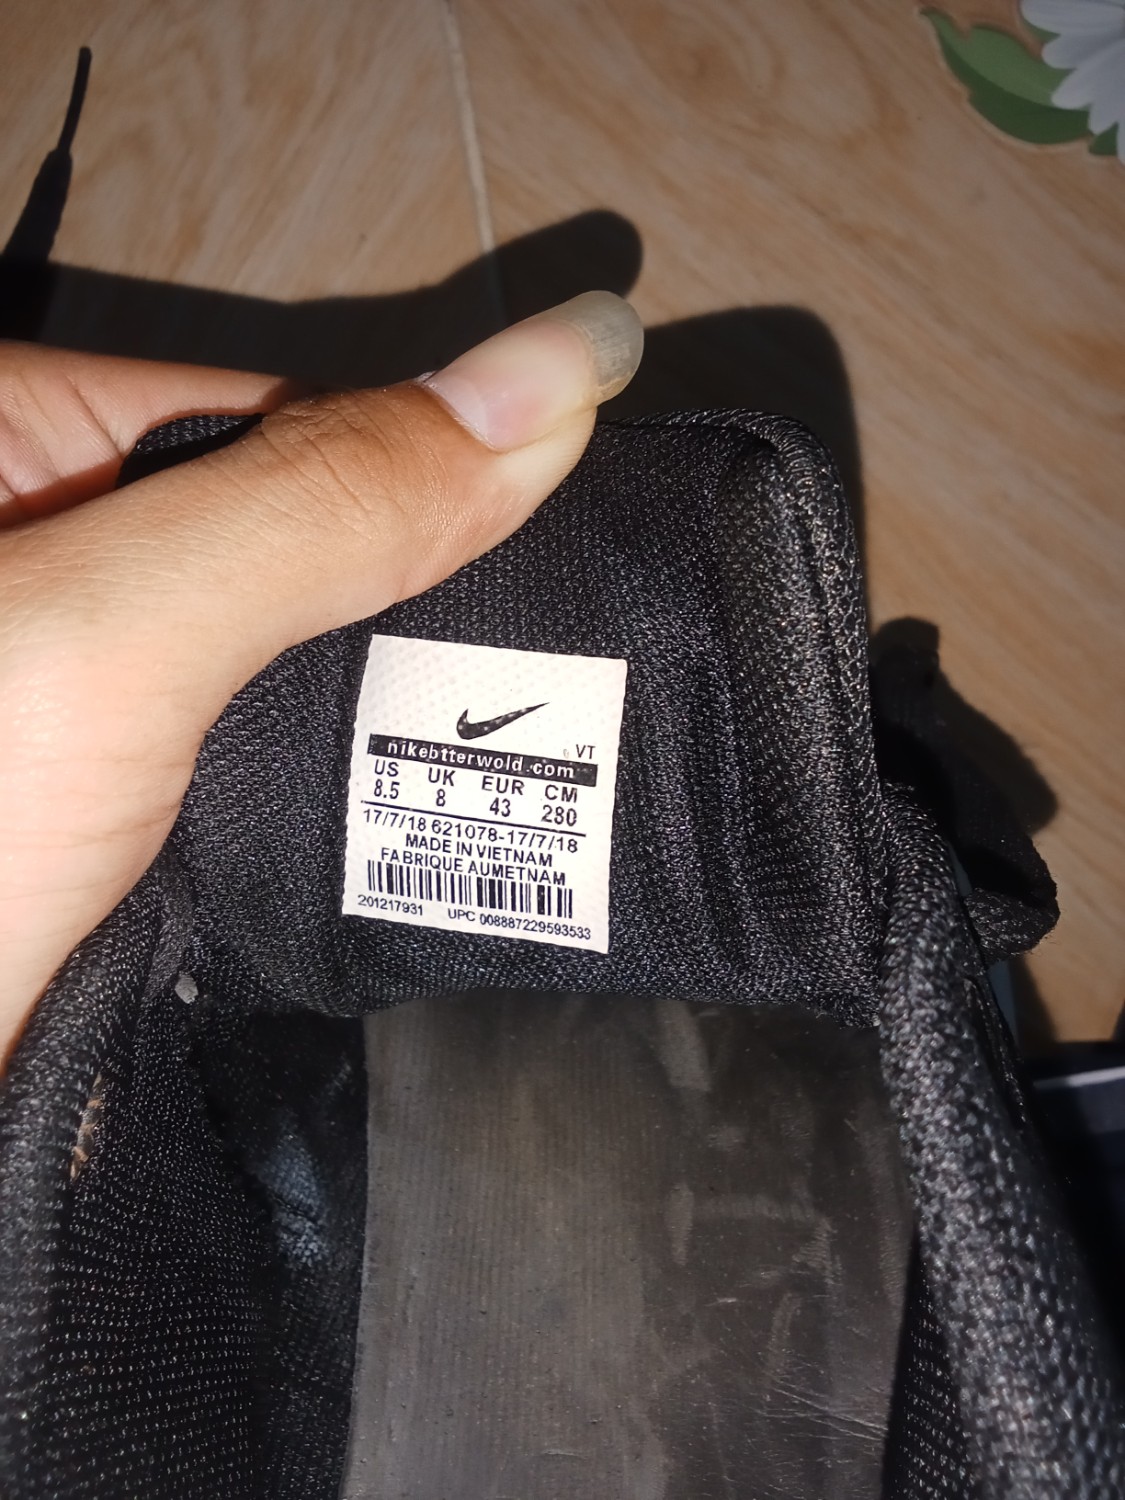 VT
nikebtterwold.com
US UK EUR CM
8.5 8 43 280
17/7/18 621078-17/7/18
MADE IN VIETNAM
FABRIQUE AUMETNAM
201217931 UPC 008887229593533